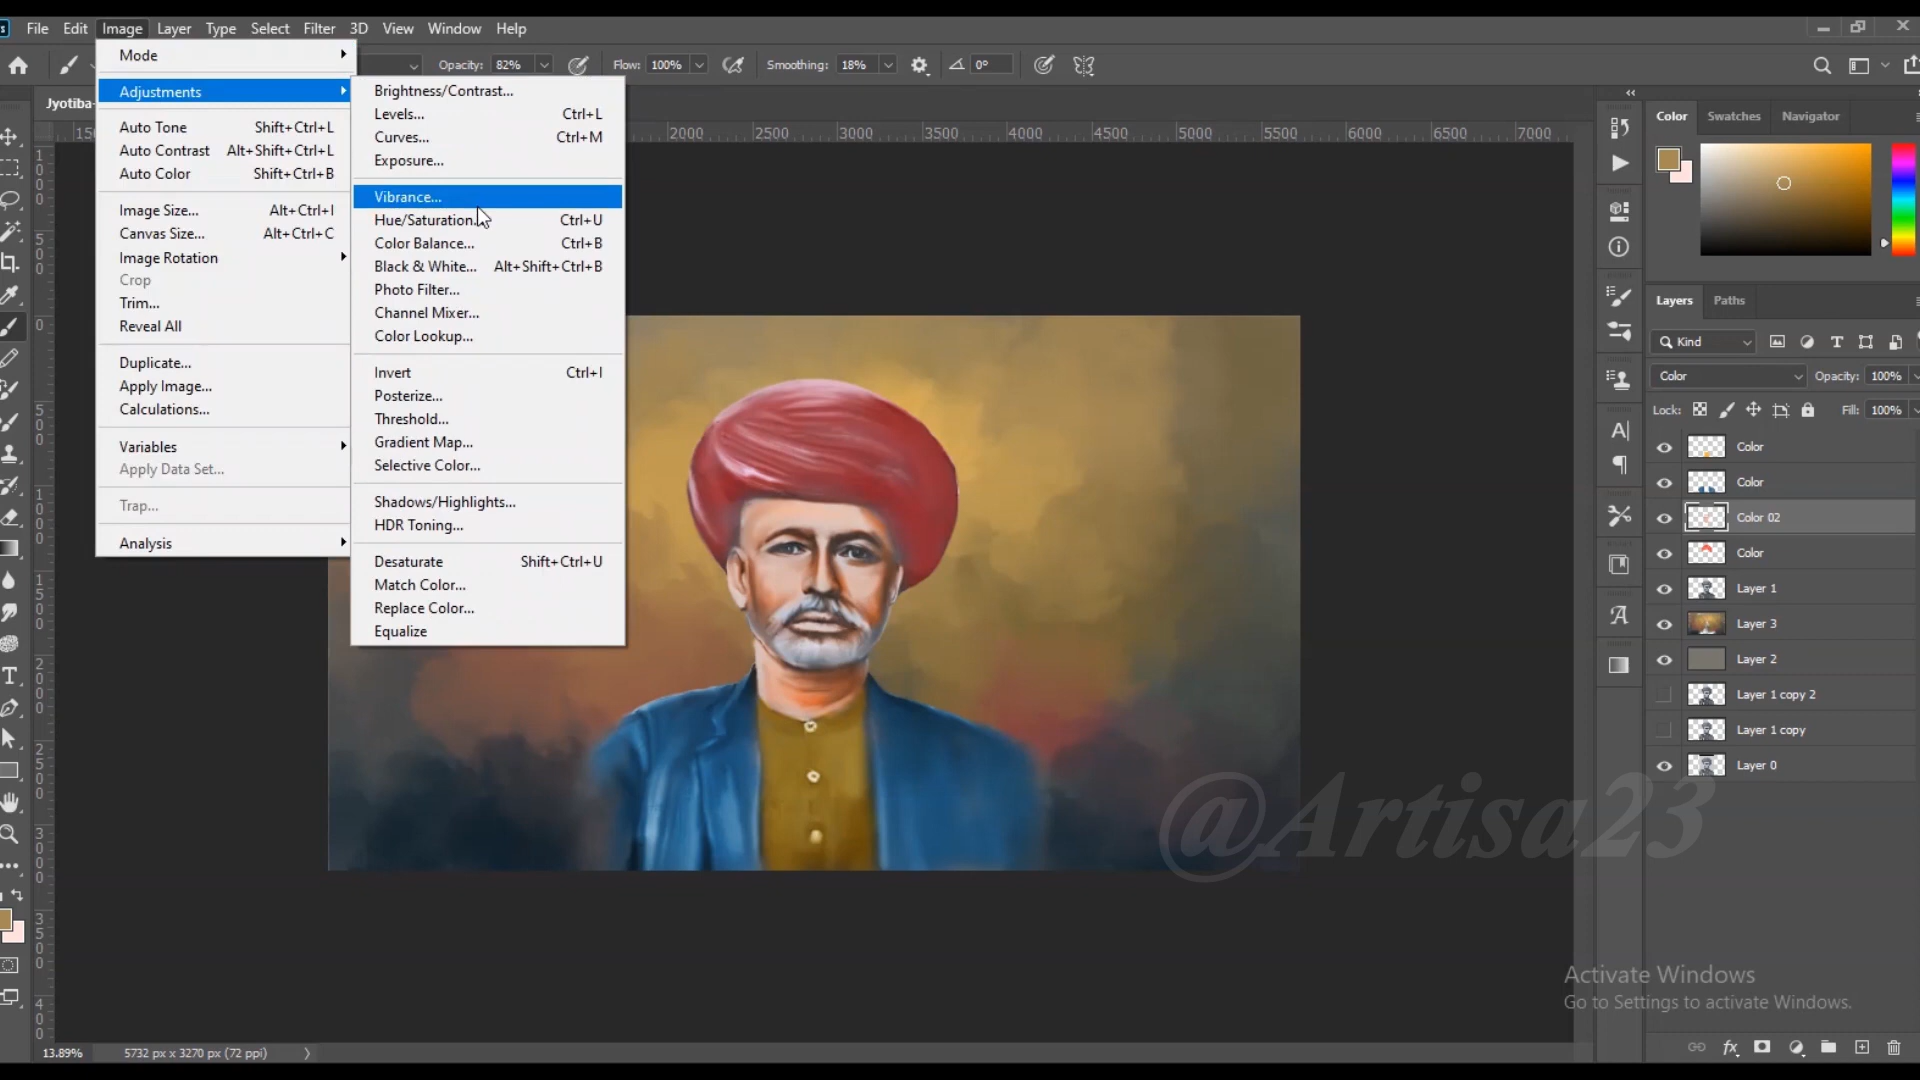 File Edit Image Layer Type Select Filter 3D View Window Help
Opacity: 82% Flow: 100% Smoothing: 18% 0°
Jyotiba-
2000 2500 3000 3500 4000 4500 5000 5500 6000 6500 7000
Mode
Adjustments
Auto Tone Shift+Ctrl+L
Auto Contrast Alt+Shift+Ctrl+L
Auto Color Shift+Ctrl+B
Image Size... Alt+Ctrl+I
Canvas Size... Alt+Ctrl+C
Image Rotation
Crop
Trim...
Reveal All
Duplicate...
Apply Image...
Calculations...
Variables
Apply Data Set...
Trap...
Analysis
Brightness/Contrast...
Levels... Ctrl+L
Curves... Ctrl+M
Exposure...
Vibrance...
Hue/Saturation... Ctrl+U
Color Balance... Ctrl+B
Black & White... Alt+Shift+Ctrl+B
Photo Filter...
Channel Mixer...
Color Lookup...
Invert Ctrl+I
Posterize...
Threshold...
Gradient Map...
Selective Color...
Shadows/Highlights...
HDR Toning...
Desaturate Shift+Ctrl+U
Match Color...
Replace Color...
Equalize
Color Swatches Navigator
Layers Paths
Kind
Color Opacity: 100%
Lock: Fill: 100%
Color
Color
Color 02
Color
Layer 1
Layer 3
Layer 2
Layer 1 copy 2
Layer 1 copy
Layer 0
@Artisa23
Activate Windows
Go to Settings to activate Windows.
13.89% 5732 px x 3270 px (72 ppi)